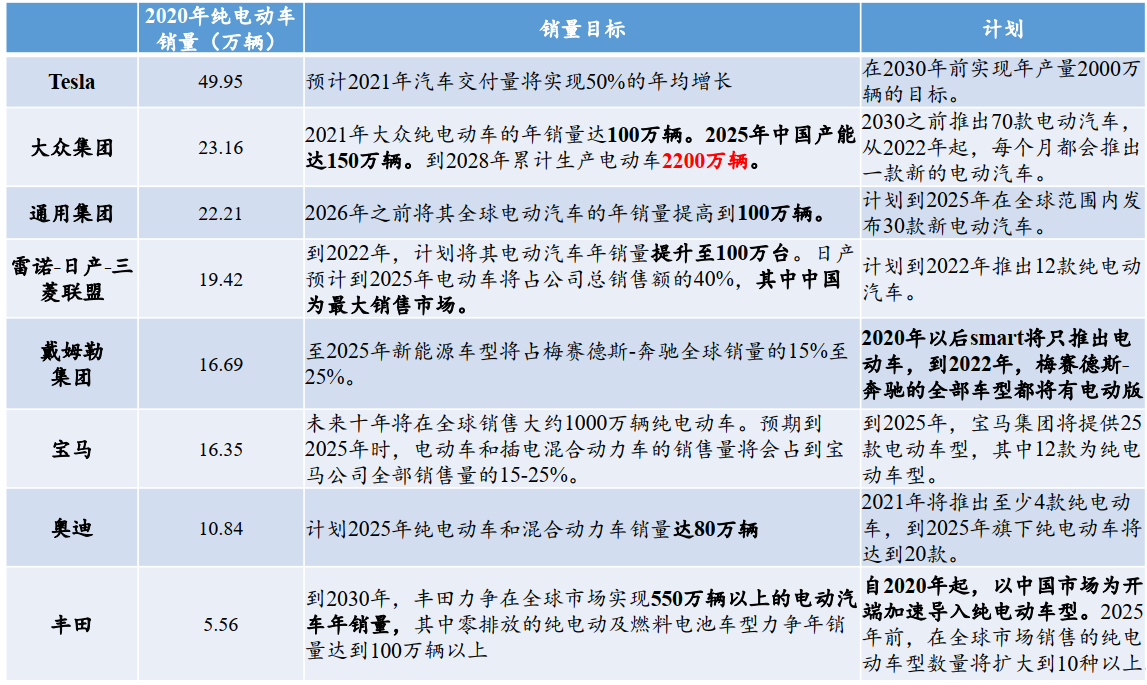 2020年纯电动车
销量（万辆）
销量目标
计划
Tesla
49.95
预计2021年汽车交付量将实现50%的年均增长
在2030年前实现年产量2000万
辆的目标。
大众集团
23.16
2021年大众纯电动车的年销量达100万辆。2025年中国产能
达150万辆。到2028年累计生产电动车2200万辆。
2030之前推出70款电动汽车，
从2022年起，每个月都会推出
一款新的电动汽车。
通用集团
22.21
2026年之前将其全球电动汽车的年销量提高到100万辆。
计划到2025年在全球范围内发
布30款新电动汽车。
雷诺-日产-三
菱联盟
19.42
到2022年，计划将其电动汽车年销量提升至100万台。日产
预计到2025年电动车将占公司总销售额的40%，其中中国
为最大销售市场。
计划到2022年推出12款纯电动
汽车。
戴姆勒
集团
16.69
至2025年新能源车型将占梅赛德斯-奔驰全球销量的15%至
25%。
2020年以后smart将只推出电
动车，到2022年，梅赛德斯-
奔驰的全部车型都将有电动版
宝马
16.35
未来十年将在全球销售大约1000万辆纯电动车。预期到
2025年时，电动车和插电混合动力车的销售量将会占到宝
马公司全部销售量的15-25%。
到2025年，宝马集团将提供25
款电动车型，其中12款为纯电
动车型。
奥迪
10.84
计划2025年纯电动车和混合动力车销量达80万辆
2021年将推出至少4款纯电动
车，到2025年旗下纯电动车将
达到20款。
丰田
5.56
到2030年，丰田力争在全球市场实现550万辆以上的电动汽
车年销量，其中零排放的纯电动及燃料电池车型力争年销
量达到100万辆以上
自2020年起，以中国市场为开
端加速导入纯电动车型。2025
年前，在全球市场销售的纯电
动车型数量将扩大到10种以上